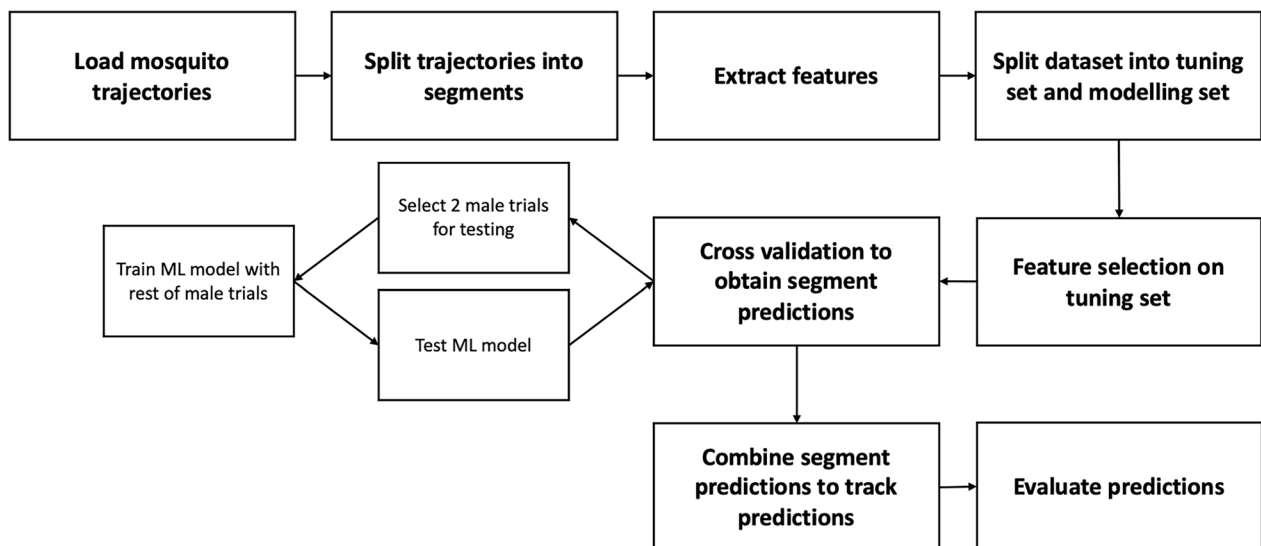 Load mosquito
trajectories
Split trajectories into
segments
Extract features
Split dataset into tuning
set and modelling set
Feature selection on
tuning set
Cross validation to
obtain segment
predictions
Select 2 male trials
for testing
Train ML model with
rest of male trials
Test ML model
Combine segment
predictions to track
predictions
Evaluate predictions